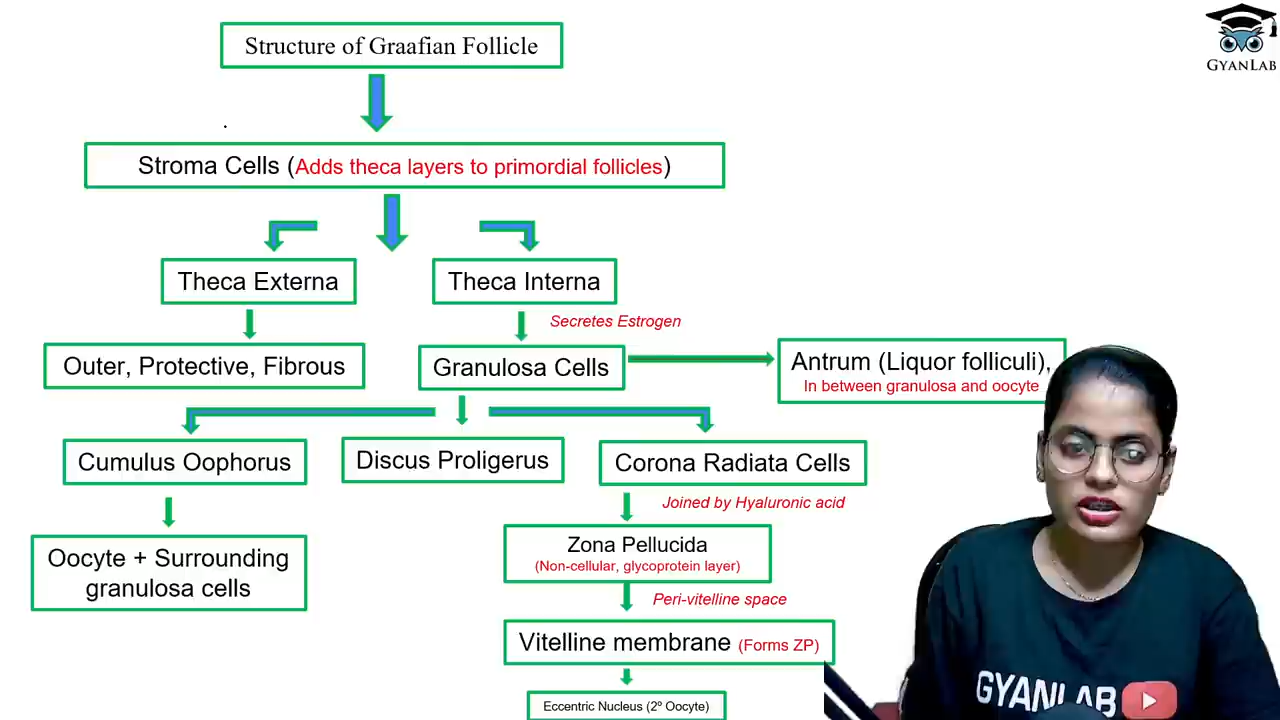 Structure of Graafian Follicle
GYANLAB
Stroma Cells (Adds theca layers to primordial follicles)
Theca Externa
Theca Interna
Secretes Estrogen
Outer, Protective, Fibrous
Granulosa Cells
Antrum (Liquor folliculi),
In between granulosa and oocyte
Cumulus Oophorus
Discus Proligerus
Corona Radiata Cells
Joined by Hyaluronic acid
Oocyte + Surrounding
granulosa cells
Zona Pellucida
(Non-cellular, glycoprotein layer)
Peri-vitelline space
Vitelline membrane (Forms ZP)
Eccentric Nucleus (2º Oocyte)
GYANLAB